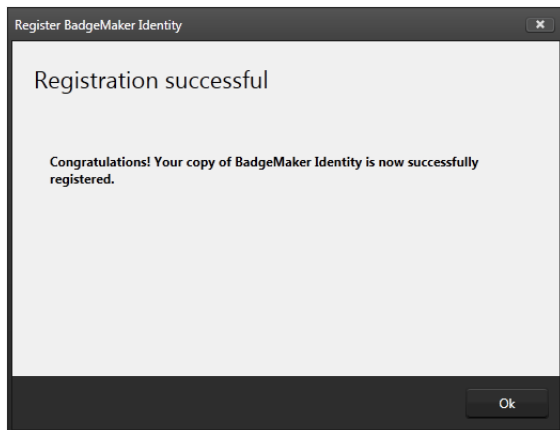 Register BadgeMaker Identity
Registration successful
Congratulations! Your copy of BadgeMaker Identity is now successfully
registered.
Ok